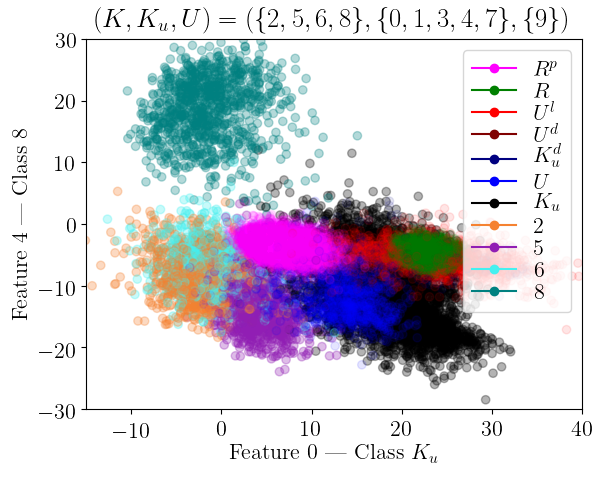 (K, K_u, U) = ({2, 5, 6, 8}, {0, 1, 3, 4, 7}, {9})
30
20
10
0
−10
−20
−30
Feature 4 — Class 8
R^p
R
U^l
U^d
K_u^d
U
K_u
2
5
6
8
−10
0
10
20
30
40
Feature 0 — Class K_u